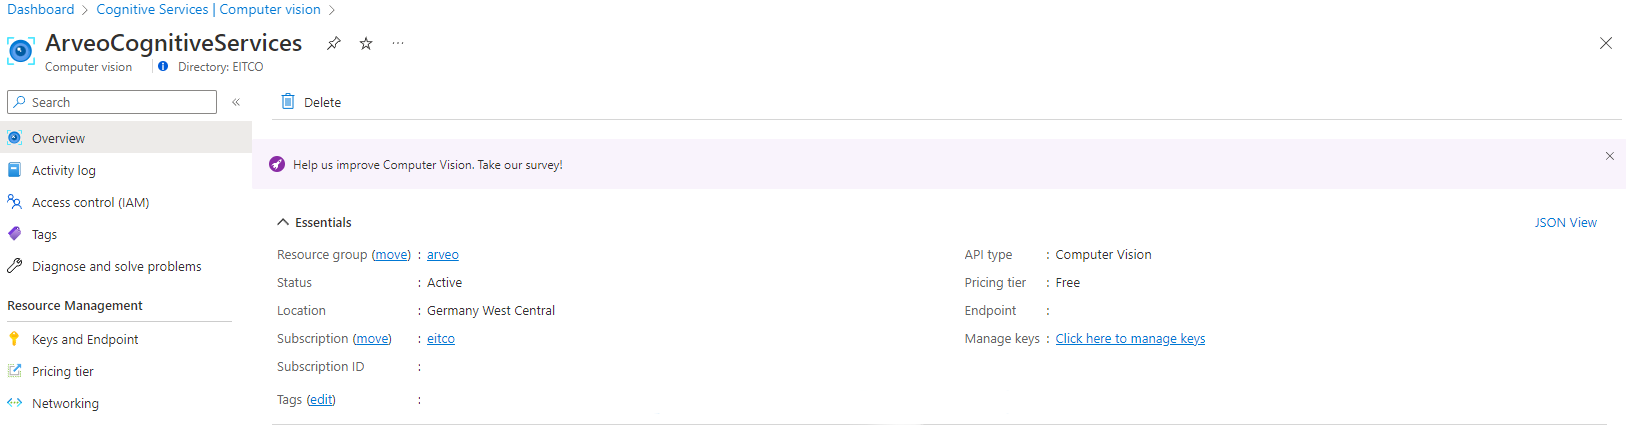 Dashboard > Cognitive Services | Computer vision >
ArveoCognitiveServices
Computer vision | Directory: EITCO
Search
Delete
Overview
Help us improve Computer Vision. Take our survey!
Activity log
Access control (IAM)
Tags
Diagnose and solve problems
Resource Management
Keys and Endpoint
Pricing tier
Networking
Essentials
JSON View
Resource group (move) : arveo
Status : Active
Location : Germany West Central
Subscription (move) : eitco
Subscription ID :
Tags (edit) :
API type : Computer Vision
Pricing tier : Free
Endpoint :
Manage keys : Click here to manage keys